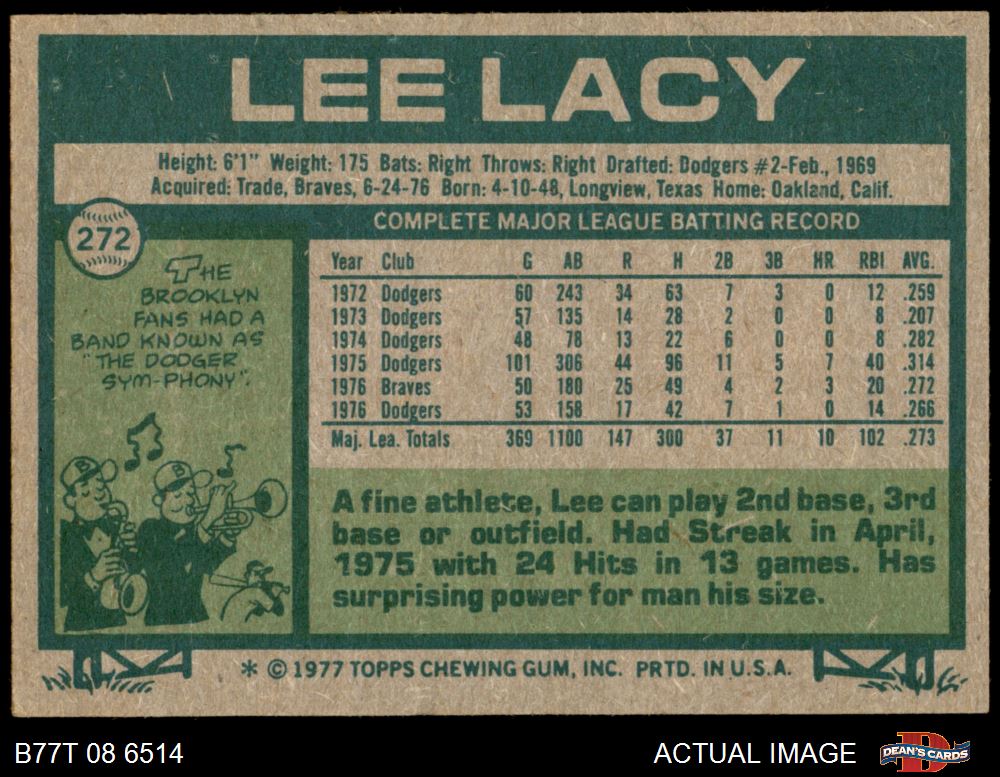 LEE LACY
Height: 6'1" Weight: 175 Bats: Right Throws: Right Drafted: Dodgers #2-Feb., 1969
Acquired: Trade, Braves, 6-24-76 Born: 4-10-48, Longview, Texas Home: Oakland, Calif.
272
THE
BROOKLYN
FANS HAD A
BAND KNOWN AS
"THE DODGER
SYM-PHONY".
B
B
COMPLETE MAJOR LEAGUE BATTING RECORD
Year Club G AB R H 2B 3B HR RBI AVG.
1972 Dodgers 60 243 34 63 7 3 0 12 .259
1973 Dodgers 57 135 14 28 2 0 0 8 .207
1974 Dodgers 48 78 13 22 6 0 0 8 .282
1975 Dodgers 101 306 44 96 11 5 7 40 .314
1976 Braves 50 180 25 49 4 2 3 20 .272
1976 Dodgers 53 158 17 42 7 1 0 14 .266
Maj. Lea. Totals 369 1100 147 300 37 11 10 102 .273
A fine athlete, Lee can play 2nd base, 3rd
base or outfield. Had Streak in April,
1975 with 24 Hits in 13 games. Has
surprising power for man his size.
* © 1977 TOPPS CHEWING GUM, INC. PRTD. IN U.S.A.
B77T 08 6514
ACTUAL IMAGE
D
DEAN'S CARDS